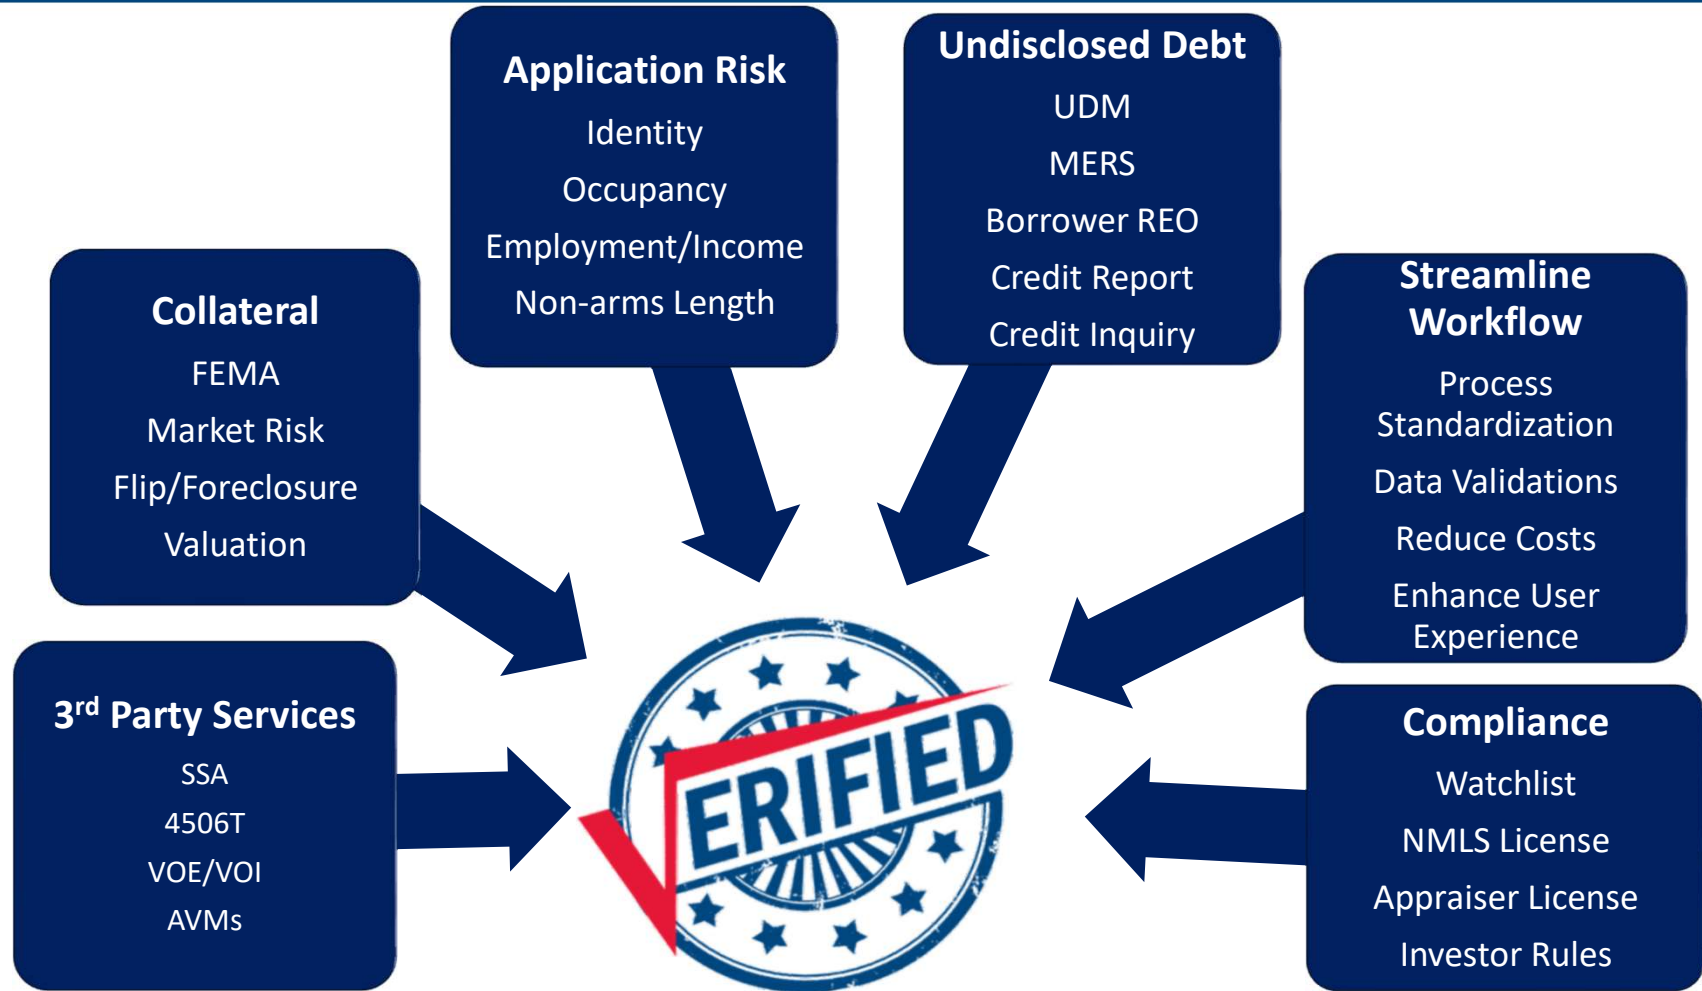 Application Risk
Identity
Occupancy
Employment/Income
Non-arms Length
Undisclosed Debt
UDM
MERS
Borrower REO
Credit Report
Credit Inquiry
Collateral
FEMA
Market Risk
Flip/Foreclosure
Valuation
Streamline
Workflow
Process
Standardization
Data Validations
Reduce Costs
Enhance User
Experience
3rd Party Services
SSA
4506T
VOE/VOI
AVMs
VERIFIED
Compliance
Watchlist
NMLS License
Appraiser License
Investor Rules